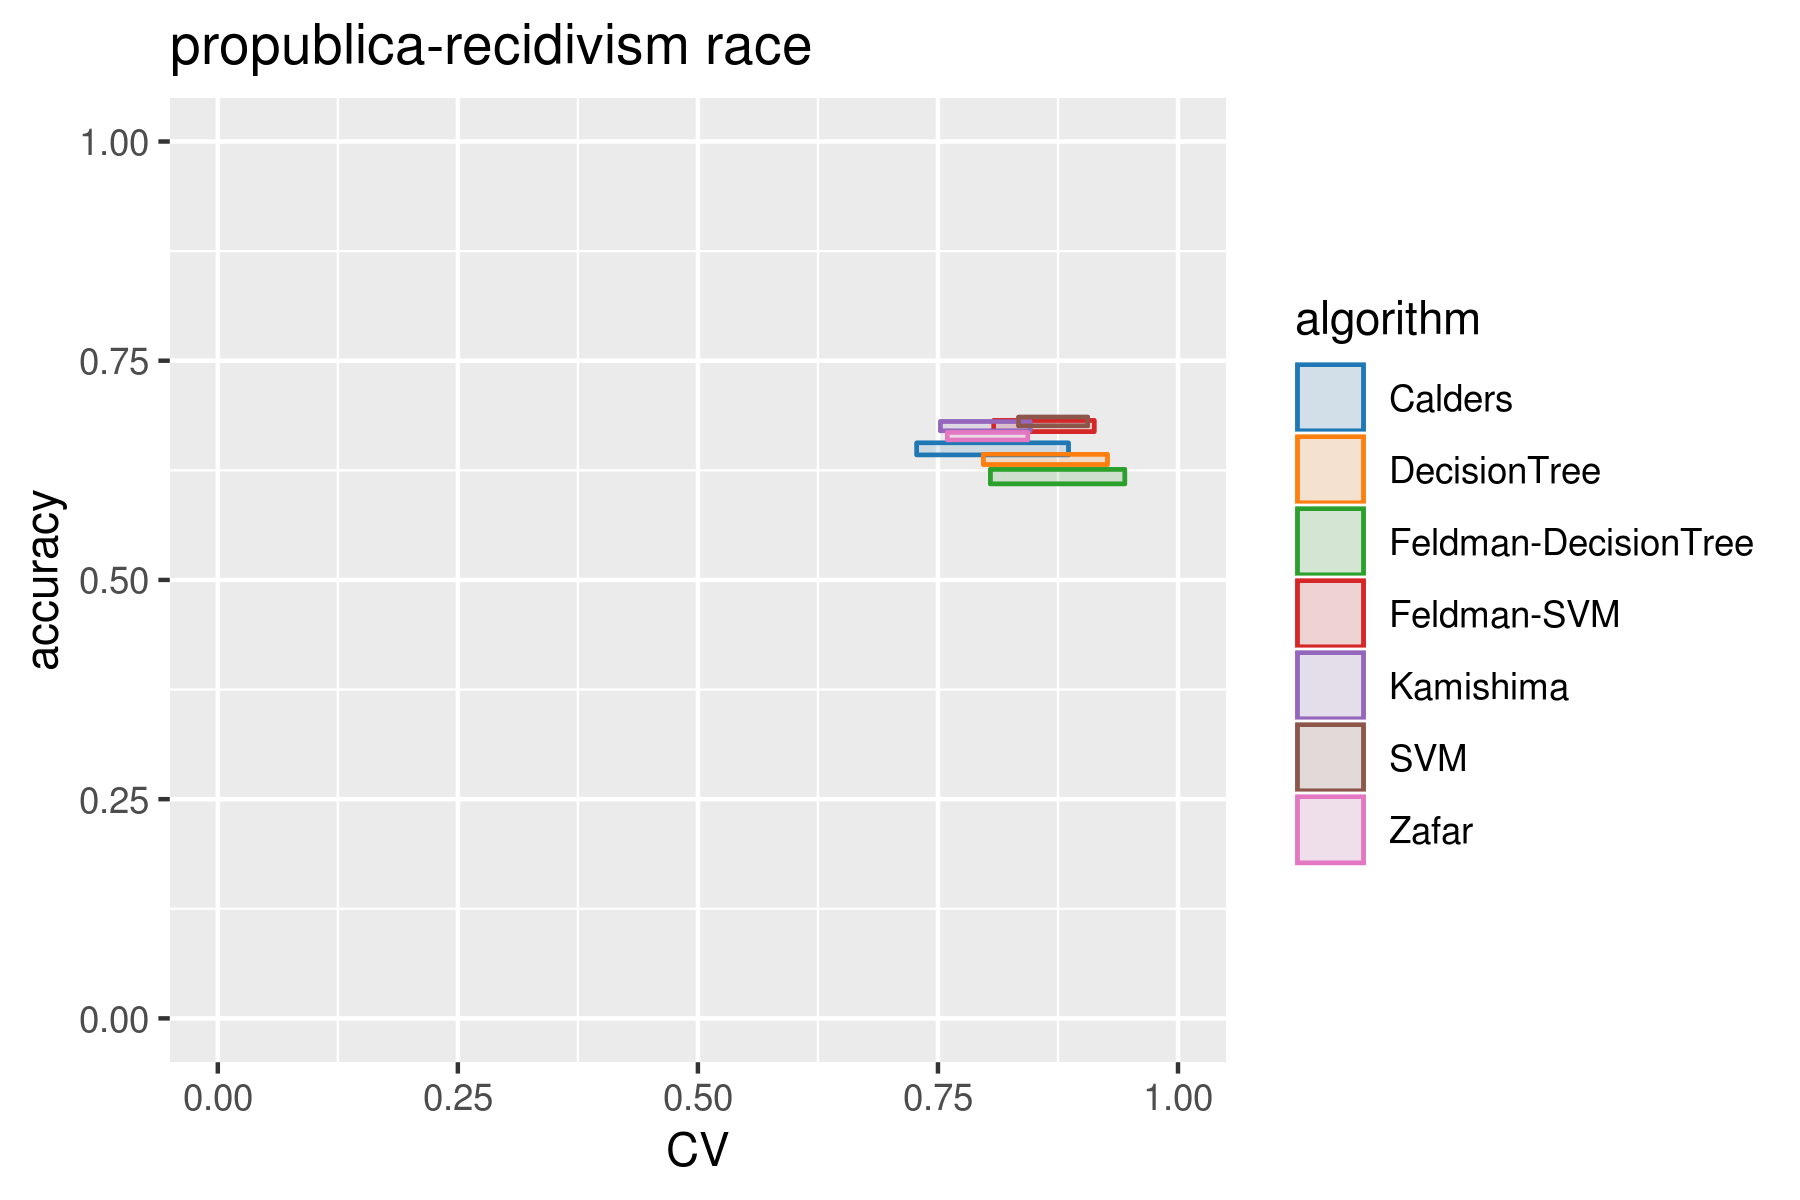 propublica-recidivism race
accuracy
1.00
0.75
0.50
0.25
0.00
0.00 0.25 0.50 0.75 1.00
CV
algorithm
Calders
DecisionTree
Feldman-DecisionTree
Feldman-SVM
Kamishima
SVM
Zafar